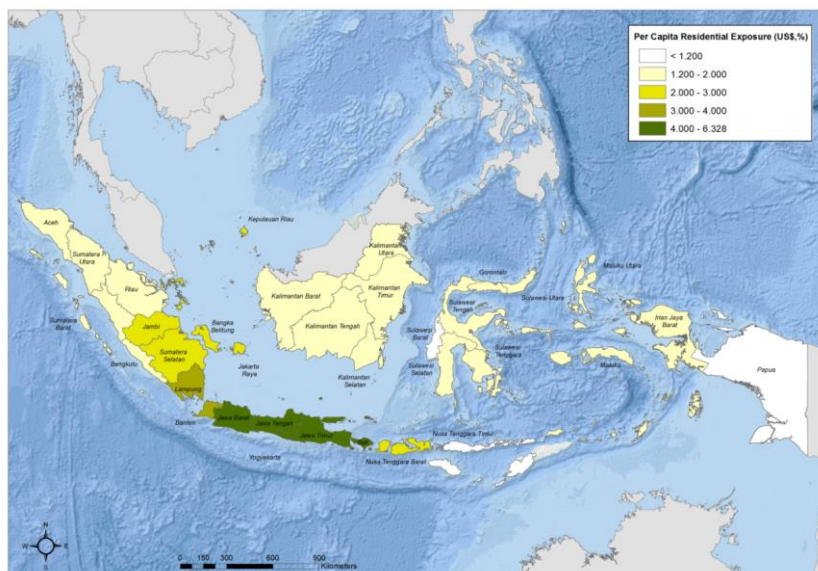 Per Capita Residential Exposure (US$,%)
< 1.200
1.200 - 2.000
2.000 - 3.000
3.000 - 4.000
4.000 - 6.328
Aceh
Sumatera
Utara
Kepulauan Riau
Riau
Kalimantan
Utara
Kalimantan
Timur
Kalimantan Barat
Kalimantan Tengah
Gorontalo
Sulawesi
Tengah
Sulawesi Utara
Maluku Utara
Irian Jaya
Barat
Papua
Sumatera
Barat
Jambi
Bangka
Belitung
Sumatera
Selatan
Bengkulu
Lampung
Jakarta
Raya
Kalimantan
Selatan
Sulawesi
Barat
Sulawesi
Selatan
Sulawesi
Tenggara
Maluku
Banten
Jawa Barat
Jawa Tengah
Jawa Timur
Yogyakarta
Nusa Tenggara Barat
Nusa Tenggara Timur
N
W
E
S
0 150 300 600 900
Kilometers